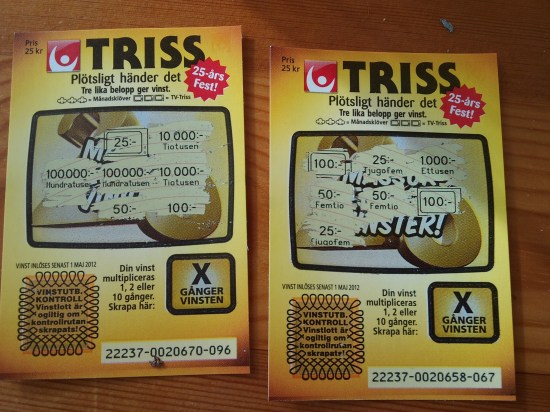 Pris
25 kr
TRISS
Plötsligt händer det
Tre lika belopp ger vinst.
= Månadsklöver
= TV-Triss
25-års
Fest!
25:-
10 000:-
Tiotusen
100000:-
Hundratusen
100000:-
Hundratusen
10 000:-
Tiotusen
50:-
100:-
VINST INLÖSES SENAST 1 MAJ 2012
Din vinst
multipliceras
1, 2 eller
10 gånger.
Skrapa här:
X
GÅNGER
VINSTEN
VINSTUTB.
KONTROLL
Vinstlott är
ogiltig om
kontrollrutan
skrapats!
22237-0020670-096
Pris
25 kr
TRISS
Plötsligt händer det
Tre lika belopp ger vinst.
= Månadsklöver
= TV-Triss
25-års
Fest!
100:-
25:-
Tjugofem
1000:-
Ettusen
50:-
Femtio
50:-
Femtio
100:-
25:-
Tjugofem
VINST INLÖSES SENAST 1 MAJ 2012
Din vinst
multipliceras
1, 2 eller
10 gånger.
Skrapa här:
X
GÅNGER
VINSTEN
VINSTUTB.
KONTROLL
Vinstlott är
ogiltig om
kontrollrutan
skrapats!
22237-0020658-067